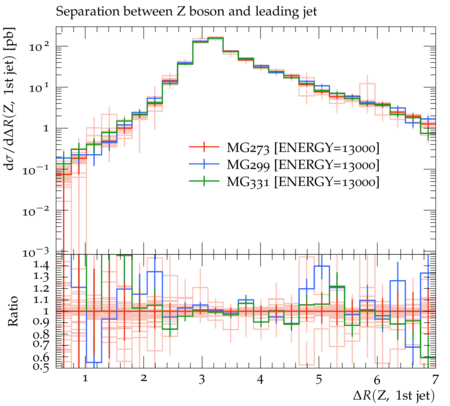 Separation between Z boson and leading jet
dσ/dΔR(Z, 1st jet) [pb]
10²
10¹
1
10⁻¹
10⁻²
10⁻³
MG273 [ENERGY=13000]
MG299 [ENERGY=13000]
MG331 [ENERGY=13000]
Ratio
1.4
1.3
1.2
1.1
1
0.9
0.8
0.7
0.6
0.5
1 2 3 4 5 6 7
ΔR(Z, 1st jet)